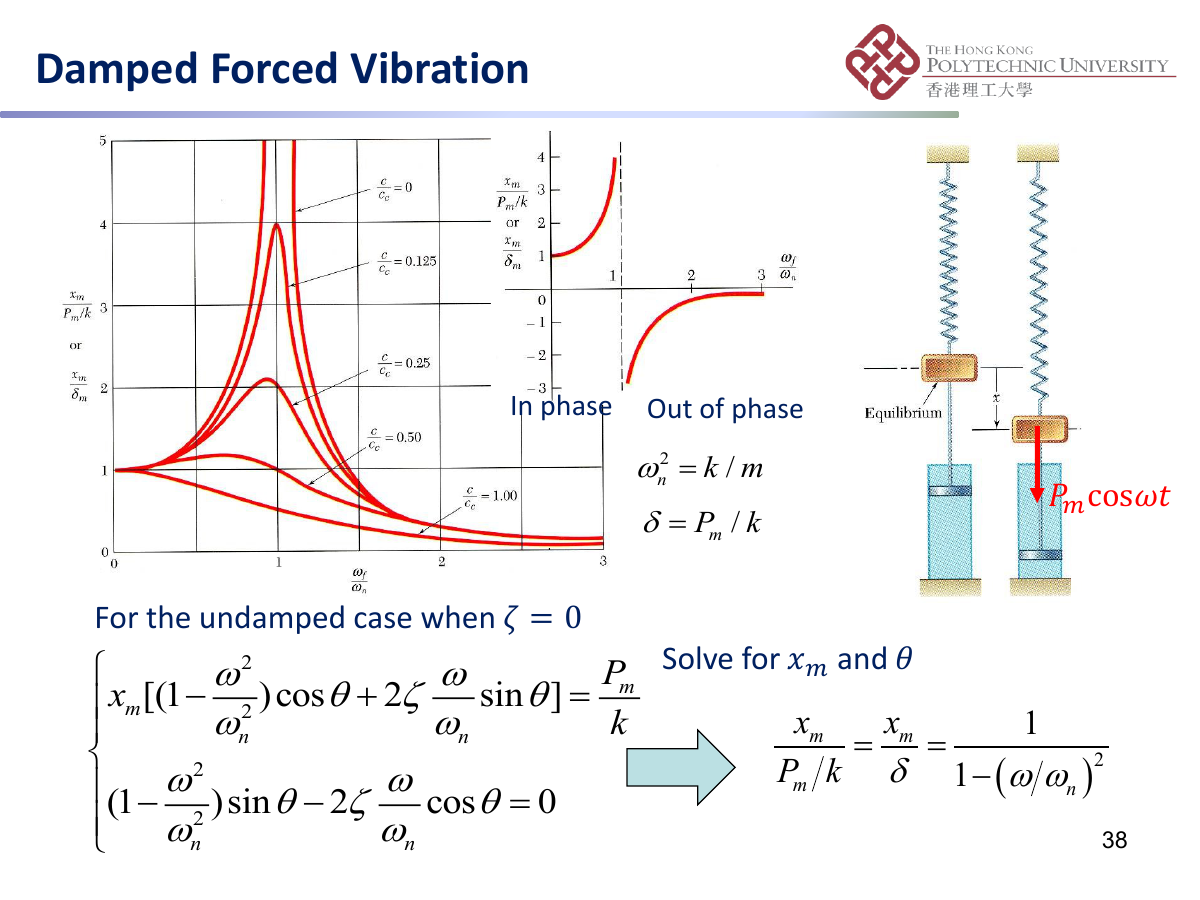 Damped Forced Vibration
THE HONG KONG
POLYTECHNIC UNIVERSITY
香港理工大學
5
4
3
2
1
0
0
1
2
3
x_m / P_m/k
or
x_m / δ_m
ω_f / ω_n
c/c_c = 0
c/c_c = 0.125
c/c_c = 0.25
c/c_c = 0.50
c/c_c = 1.00
4
3
2
1
0
−1
−2
−3
x_m / P_m/k
or
x_m / δ_m
1
2
3
ω_f / ω_n
In phase
Out of phase
ω_n^2 = k / m
δ = P_m / k
Equilibrium
x
P_m cosωt
For the undamped case when ζ = 0
x_m[(1 − ω^2/ω_n^2)cos θ + 2ζ ω/ω_n sin θ] = P_m/k
(1 − ω^2/ω_n^2)sin θ − 2ζ ω/ω_n cos θ = 0
Solve for x_m and θ
x_m/(P_m/k) = x_m/δ = 1/(1 − (ω/ω_n)^2)
38